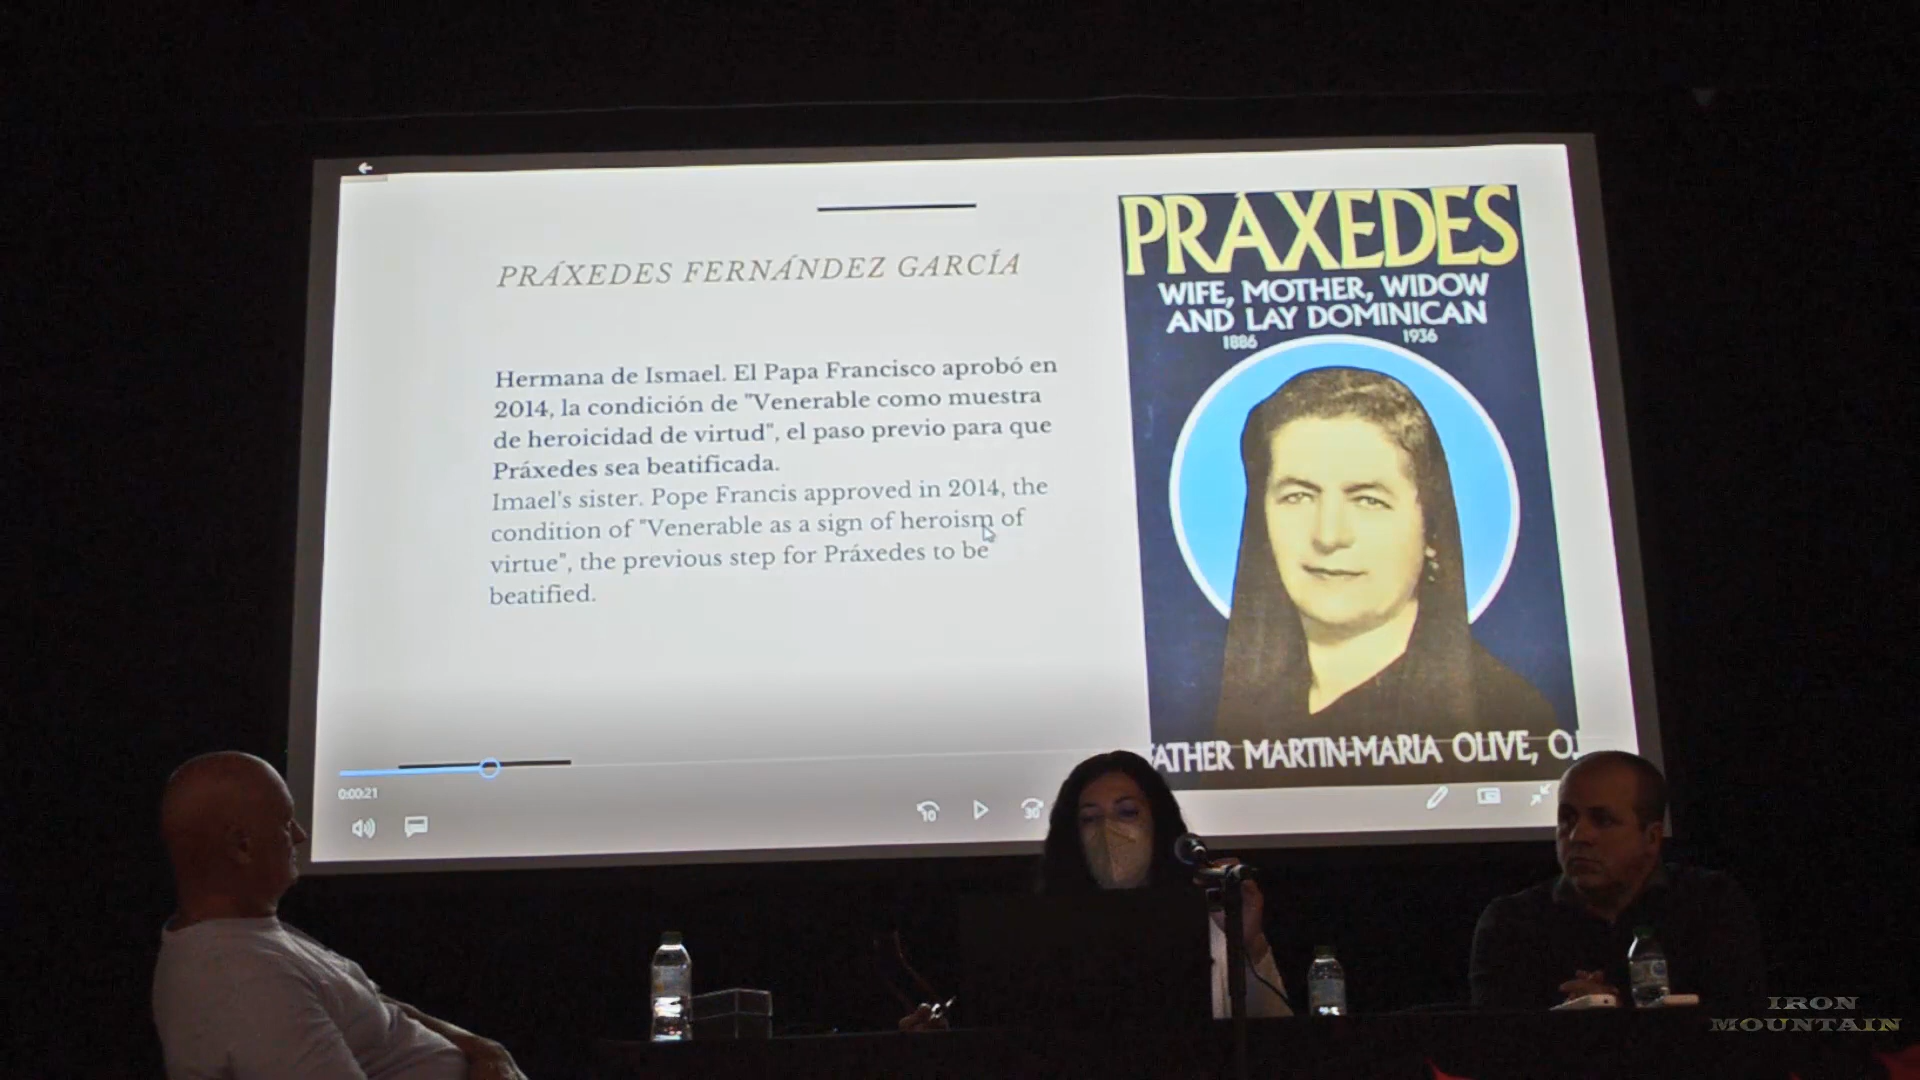 PRÁXEDES FERNÁNDEZ GARCÍA
Hermana de Ismael. El Papa Francisco aprobó en
2014, la condición de "Venerable como muestra
de heroicidad de virtud", el paso previo para que
Práxedes sea beatificada.
Imael's sister. Pope Francis approved in 2014, the
condition of "Venerable as a sign of heroism of
virtue", the previous step for Práxedes to be
beatified.
PRÁXEDES
WIFE, MOTHER, WIDOW
AND LAY DOMINICAN
1886 1936
FATHER MARTIN-MARIA OLIVE, O.
0:00:21
10
30
IRON
MOUNTAIN